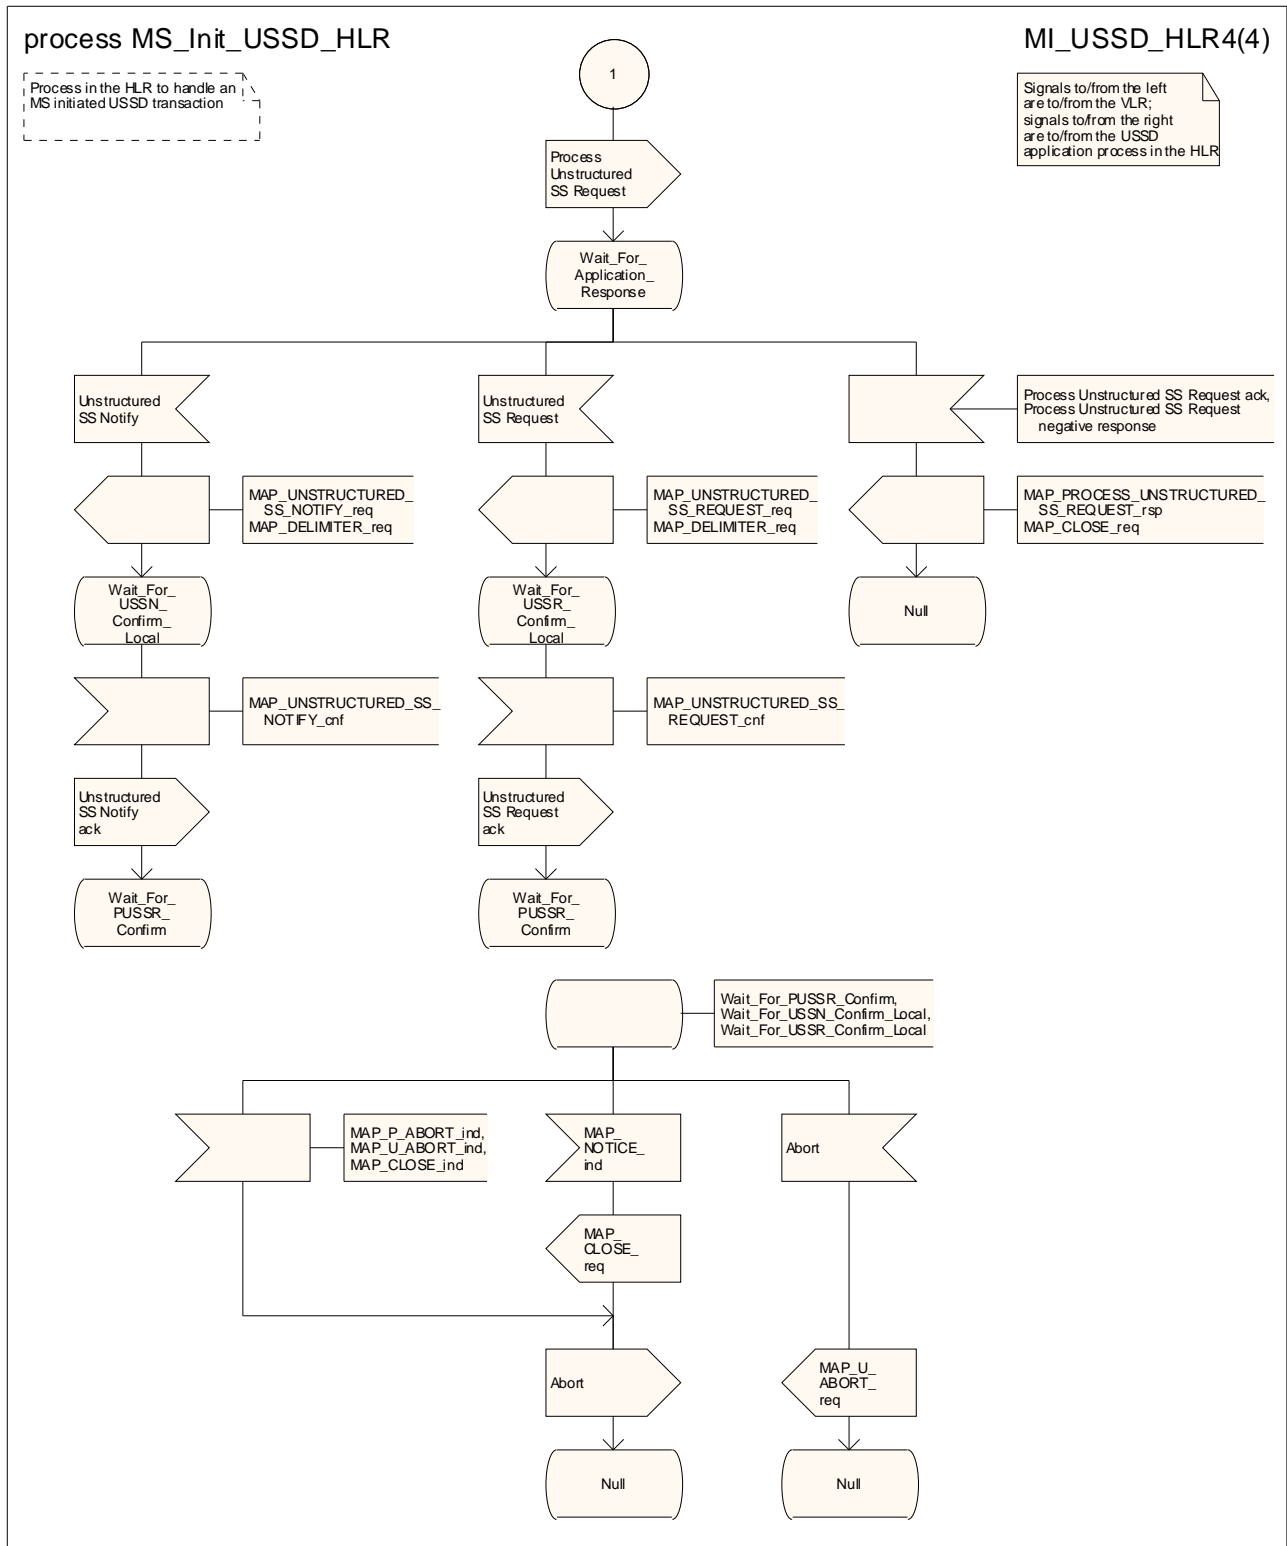 process MS_Init_USSD_HLR
MI_USSD_HLR4(4)
Process in the HLR to handle an
MS initiated USSD transaction
1
Signals to/from the left
are to/from the VLR;
signals to/from the right
are to/from the USSD
application process in the HLR
Process
Unstructured
SS Request
Wait_For_
Application_
Response
Unstructured
SS Notify
Unstructured
SS Request
Process Unstructured SS Request ack,
Process Unstructured SS Request
negative response
MAP_UNSTRUCTURED_
SS_NOTIFY_req
MAP_DELIMITER_req
MAP_UNSTRUCTURED_
SS_REQUEST_req
MAP_DELIMITER_req
MAP_PROCESS_UNSTRUCTURED_
SS_REQUEST_rsp
MAP_CLOSE_req
Wait_For_
USSN_
Confirm_
Local
Wait_For_
USSR_
Confirm_
Local
Null
MAP_UNSTRUCTURED_SS_
NOTIFY_cnf
MAP_UNSTRUCTURED_SS_
REQUEST_cnf
Unstructured
SS Notify
ack
Unstructured
SS Request
ack
Wait_For_
PUSSR_
Confirm
Wait_For_
PUSSR_
Confirm
Wait_For_PUSSR_Confirm,
Wait_For_USSN_Confirm_Local,
Wait_For_USSR_Confirm_Local
MAP_P_ABORT_ind,
MAP_U_ABORT_ind,
MAP_CLOSE_ind
MAP_
NOTICE_
ind
Abort
MAP_
CLOSE_
req
Abort
MAP_U_
ABORT_
req
Null
Null